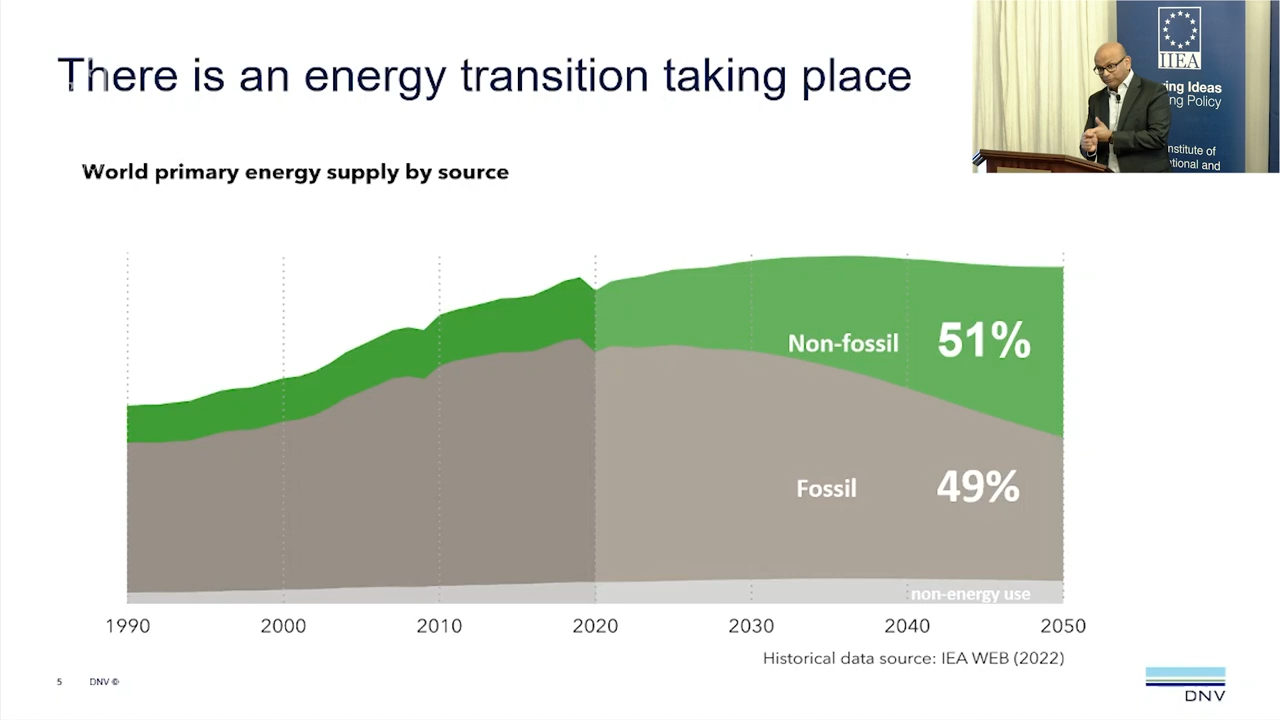 There is an energy transition taking place
IIEA
ing Ideas
ng Policy
nstitute of
tional and
World primary energy supply by source
Non-fossil 51%
Fossil 49%
non-energy use
1990 2000 2010 2020 2030 2040 2050
Historical data source: IEA WEB (2022)
5 DNV ©
DNV